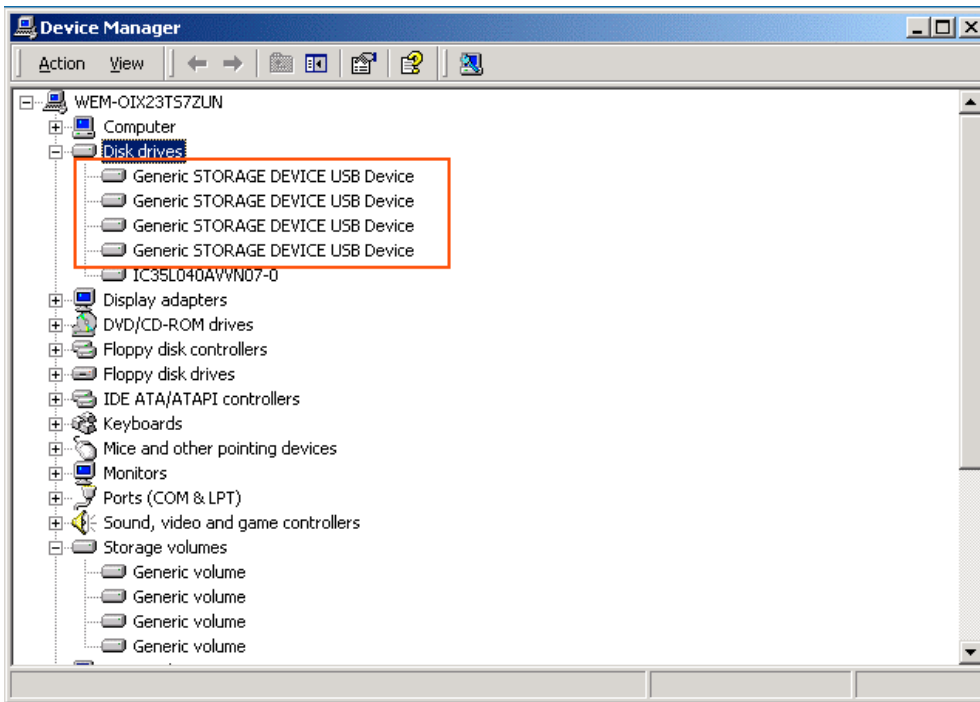 Device Manager
Action View
WEM-OIX23TS7ZUN
Computer
Disk drives
Generic STORAGE DEVICE USB Device
Generic STORAGE DEVICE USB Device
Generic STORAGE DEVICE USB Device
Generic STORAGE DEVICE USB Device
IC35L040AVVN07-0
Display adapters
DVD/CD-ROM drives
Floppy disk controllers
Floppy disk drives
IDE ATA/ATAPI controllers
Keyboards
Mice and other pointing devices
Monitors
Ports (COM & LPT)
Sound, video and game controllers
Storage volumes
Generic volume
Generic volume
Generic volume
Generic volume